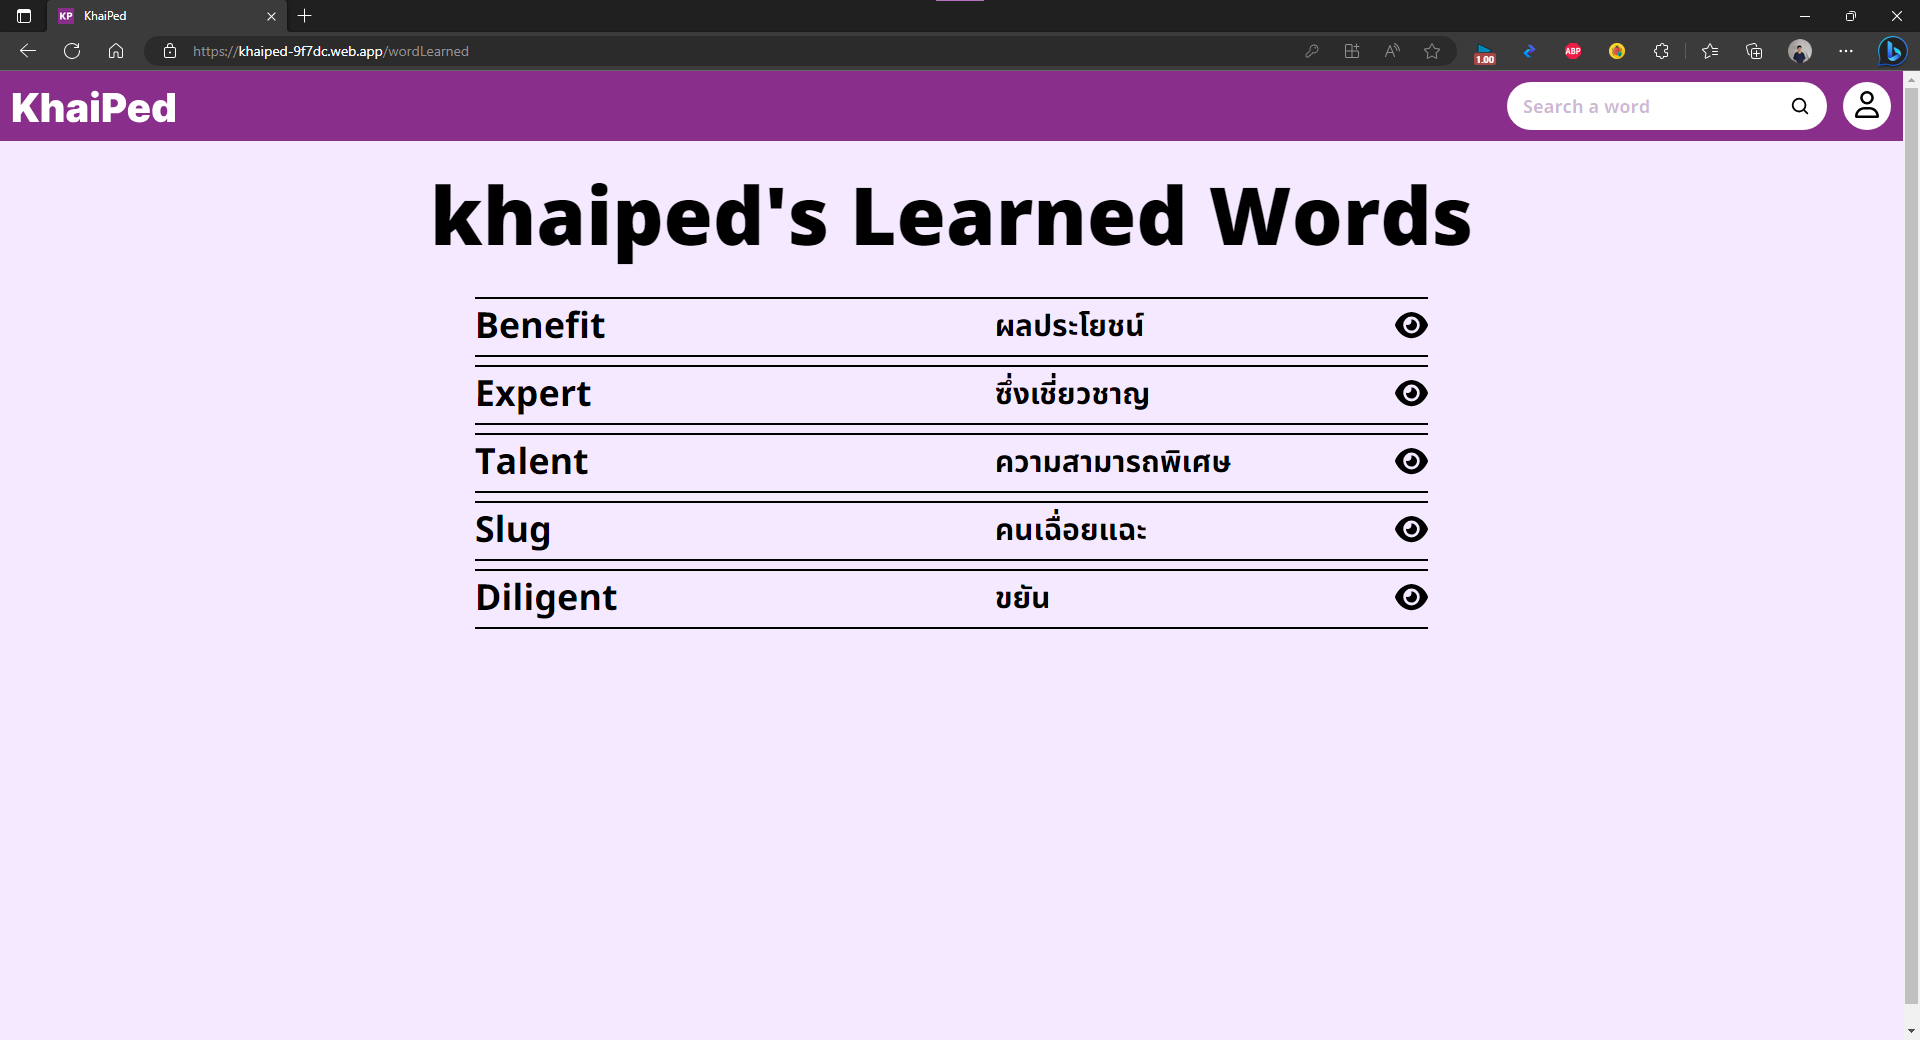 KP KhaiPed
https://khaiped-9f7dc.web.app/wordLearned
1.00
ABP
KhaiPed
Search a word
khaiped's Learned Words
Benefit ผลประโยชน์
Expert ซึ่งเชี่ยวชาญ
Talent ความสามารถพิเศษ
Slug คนเฉื่อยแฉะ
Diligent ขยัน